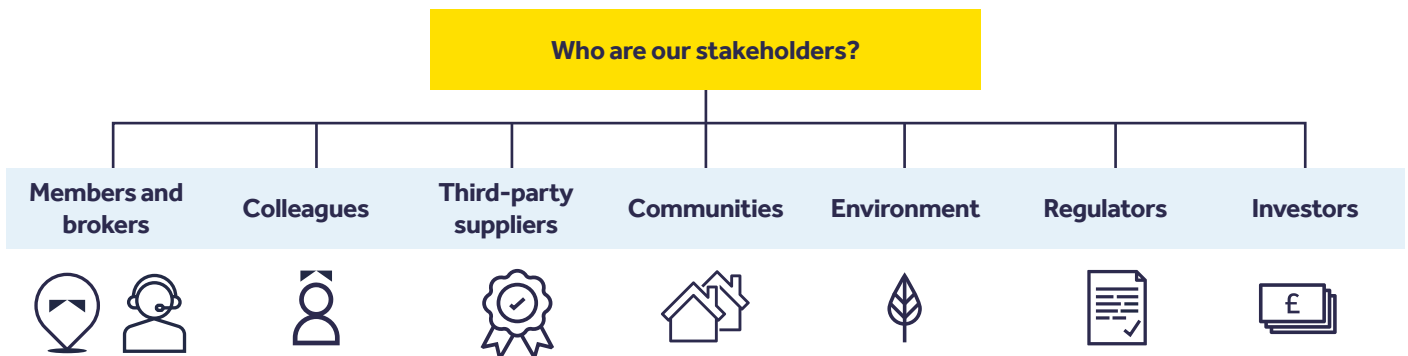 Who are our stakeholders?
Members and
brokers
Colleagues
Third-party
suppliers
Communities
Environment
Regulators
Investors
£